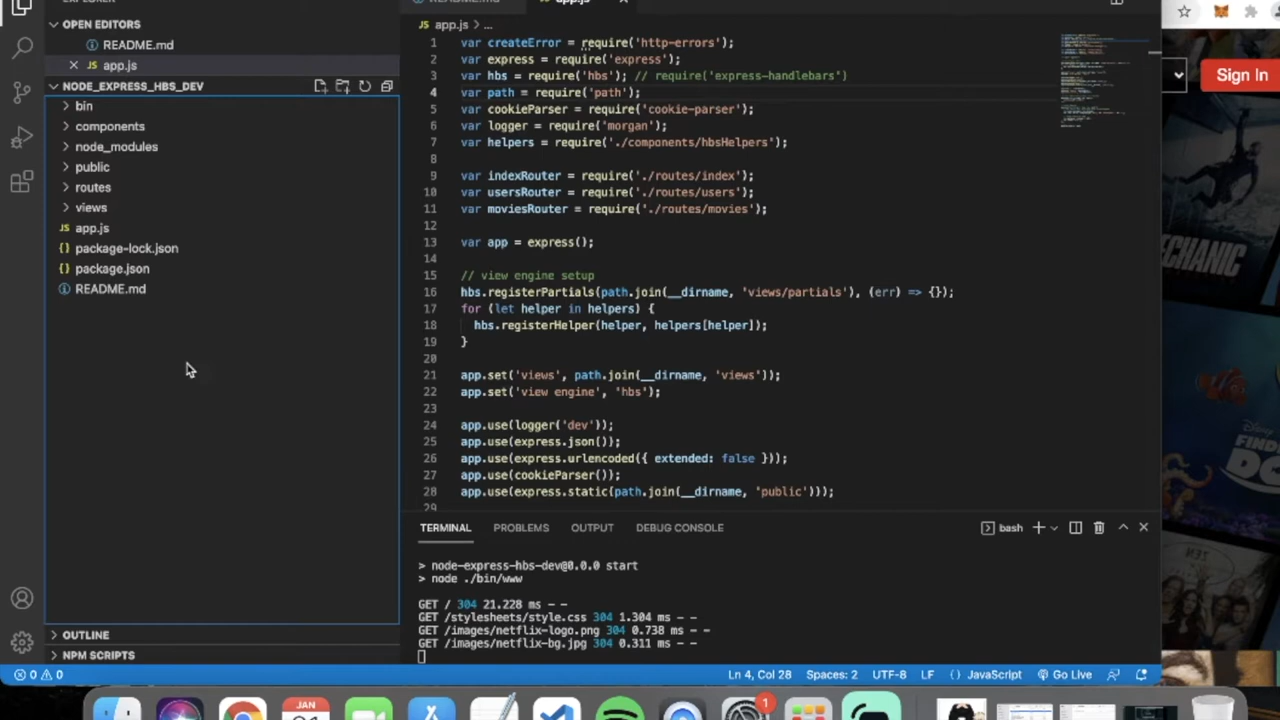 OPEN EDITORS
README.md
app.js
NODE_EXPRESS_HBS_DEV
bin
components
node_modules
public
routes
views
app.js
package-lock.json
package.json
README.md
OUTLINE
NPM SCRIPTS
README.md
app.js
app.js > ...
1 var createError = require('http-errors');
2 var express = require('express');
3 var hbs = require('hbs'); // require('express-handlebars')
4 var path = require('path');
5 var cookieParser = require('cookie-parser');
6 var logger = require('morgan');
7 var helpers = require('./components/hbsHelpers');
8
9 var indexRouter = require('./routes/index');
10 var usersRouter = require('./routes/users');
11 var moviesRouter = require('./routes/movies');
12
13 var app = express();
14
15 // view engine setup
16 hbs.registerPartials(path.join(__dirname, 'views/partials'), (err) => {});
17 for (let helper in helpers) {
18 hbs.registerHelper(helper, helpers[helper]);
19 }
20
21 app.set('views', path.join(__dirname, 'views'));
22 app.set('view engine', 'hbs');
23
24 app.use(logger('dev'));
25 app.use(express.json());
26 app.use(express.urlencoded({ extended: false }));
27 app.use(cookieParser());
28 app.use(express.static(path.join(__dirname, 'public')));
29
TERMINAL PROBLEMS OUTPUT DEBUG CONSOLE bash
> node-express-hbs-dev@0.0.0 start
> node ./bin/www
GET / 304 21.228 ms - -
GET /stylesheets/style.css 304 1.304 ms - -
GET /images/netflix-logo.png 304 0.738 ms - -
GET /images/netflix-bg.jpg 304 0.311 ms - -
0 0 Ln 4, Col 28 Spaces: 2 UTF-8 LF {} JavaScript Go Live
Sign In
JAN
1